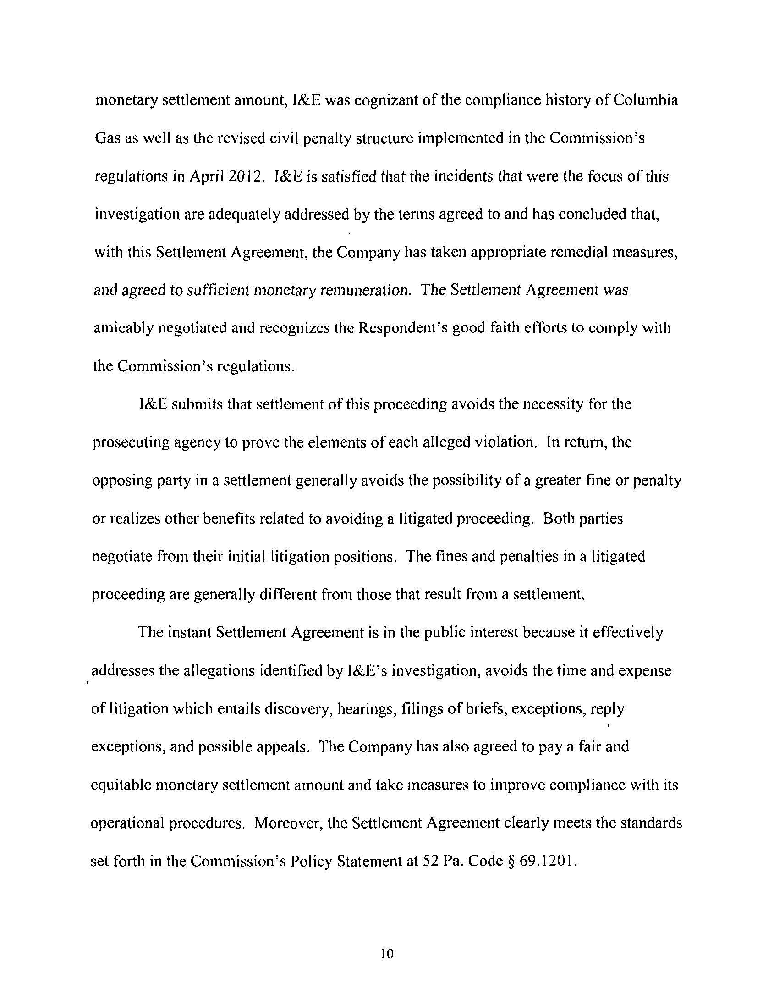 monetary settlement amount, I&E was cognizant of the compliance history of Columbia
Gas as well as the revised civil penalty structure implemented in the Commission's
regulations in April 2012.  I&E is satisfied that the incidents that were the focus of this
investigation are adequately addressed by the terms agreed to and has concluded that,
with this Settlement Agreement, the Company has taken appropriate remedial measures,
and agreed to sufficient monetary remuneration.  The Settlement Agreement was
amicably negotiated and recognizes the Respondent's good faith efforts to comply with
the Commission's regulations.
I&E submits that settlement of this proceeding avoids the necessity for the
prosecuting agency to prove the elements of each alleged violation.  In return, the
opposing party in a settlement generally avoids the possibility of a greater fine or penalty
or realizes other benefits related to avoiding a litigated proceeding.  Both parties
negotiate from their initial litigation positions.  The fines and penalties in a litigated
proceeding are generally different from those that result from a settlement.
The instant Settlement Agreement is in the public interest because it effectively
addresses the allegations identified by I&E's investigation, avoids the time and expense
of litigation which entails discovery, hearings, filings of briefs, exceptions, reply
exceptions, and possible appeals.  The Company has also agreed to pay a fair and
equitable monetary settlement amount and take measures to improve compliance with its
operational procedures.  Moreover, the Settlement Agreement clearly meets the standards
set forth in the Commission's Policy Statement at 52 Pa. Code § 69.1201.
10